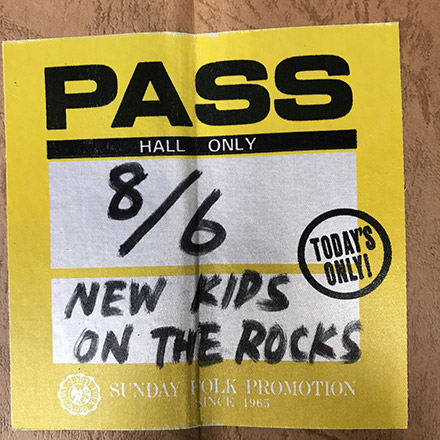 PASS
HALL ONLY
8/6
TODAY'S
ONLY!
NEW KIDS
ON THE ROCKS
SUNDAY FOLK PROMOTION
SINCE 1965